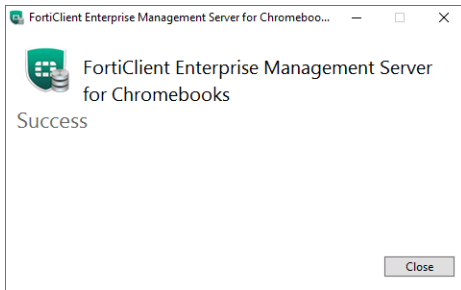 FortiClient Enterprise Management Server for Chromeboo...
FortiClient Enterprise Management Server
for Chromebooks
Success
Close